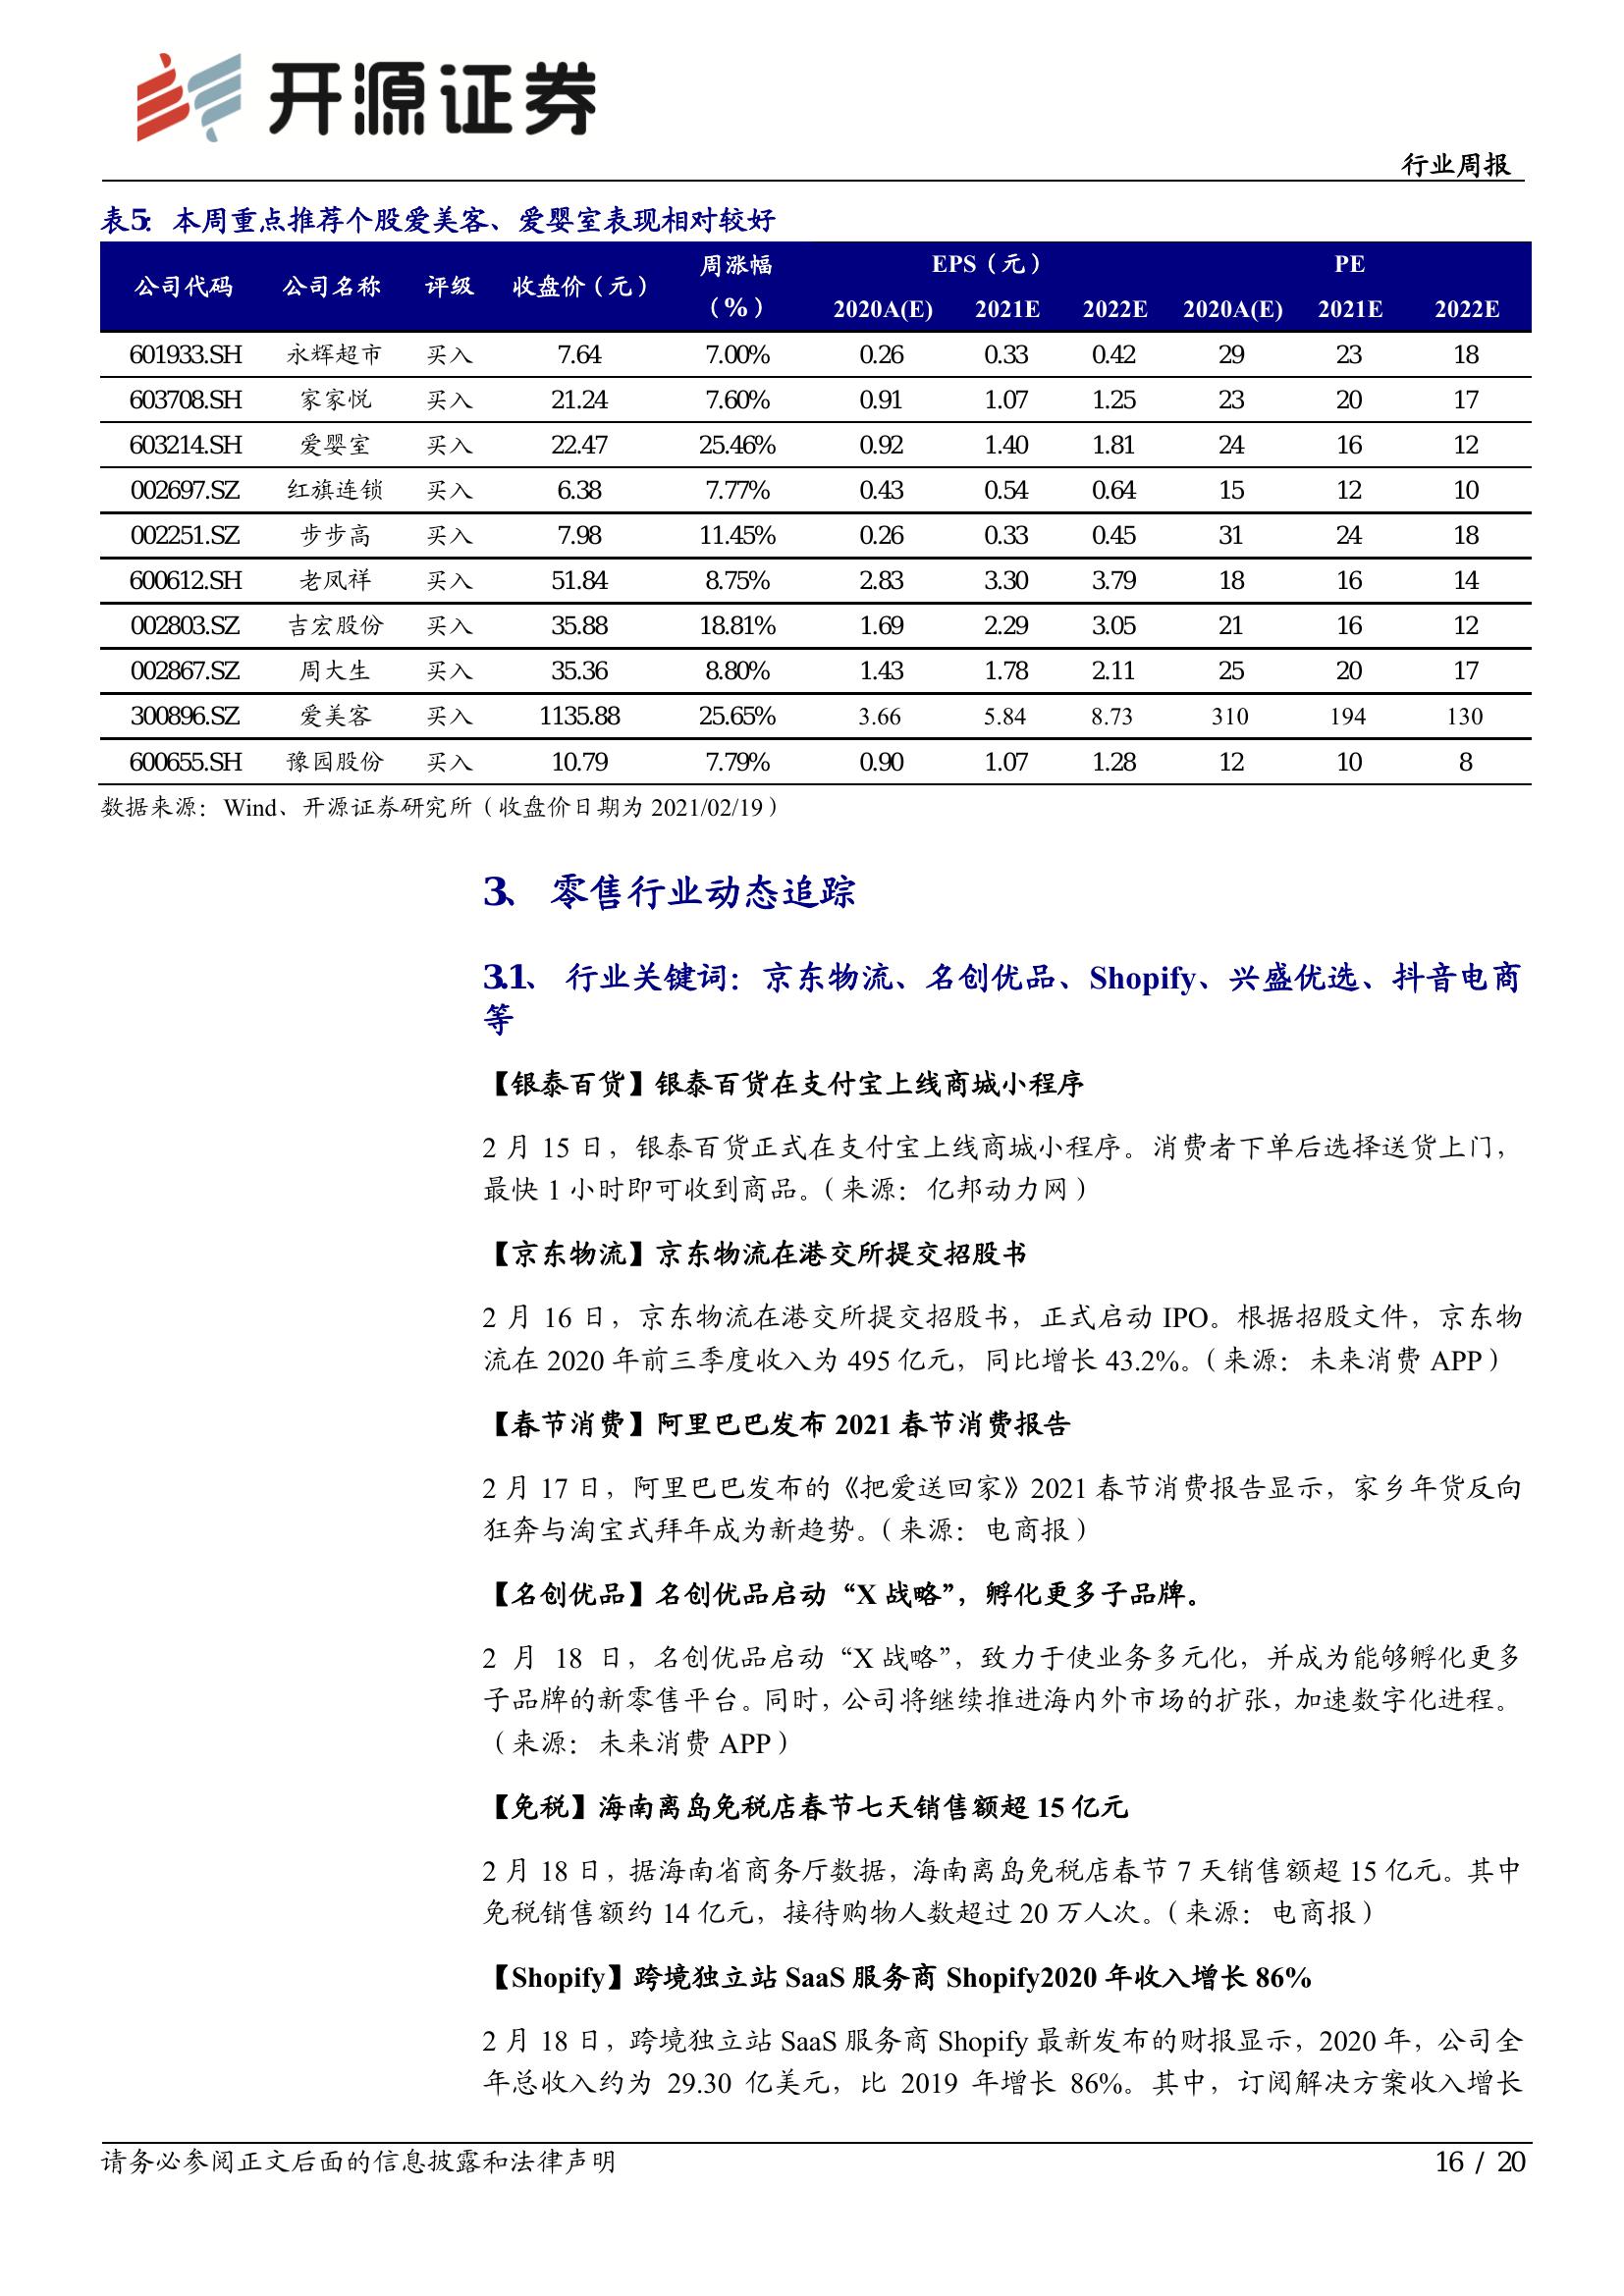 开源证券
行业周报
表5：本周重点推荐个股爱美客、爱婴室表现相对较好
公司代码 公司名称 评级 收盘价（元） 周涨幅（%） EPS（元） PE
2020A(E) 2021E 2022E 2020A(E) 2021E 2022E
601933.SH 永辉超市 买入 7.64 7.00% 0.26 0.33 0.42 29 23 18
603708.SH 家家悦 买入 21.24 7.60% 0.91 1.07 1.25 23 20 17
603214.SH 爱婴室 买入 22.47 25.46% 0.92 1.40 1.81 24 16 12
002697.SZ 红旗连锁 买入 6.38 7.77% 0.43 0.54 0.64 15 12 10
002251.SZ 步步高 买入 7.98 11.45% 0.26 0.33 0.45 31 24 18
600612.SH 老凤祥 买入 51.84 8.75% 2.83 3.30 3.79 18 16 14
002803.SZ 吉宏股份 买入 35.88 18.81% 1.69 2.29 3.05 21 16 12
002867.SZ 周大生 买入 35.36 8.80% 1.43 1.78 2.11 25 20 17
300896.SZ 爱美客 买入 1135.88 25.65% 3.66 5.84 8.73 310 194 130
600655.SH 豫园股份 买入 10.79 7.79% 0.90 1.07 1.28 12 10 8
数据来源：Wind、开源证券研究所（收盘价日期为 2021/02/19）
3、 零售行业动态追踪
3.1、 行业关键词：京东物流、名创优品、Shopify、兴盛优选、抖音电商
等
【银泰百货】银泰百货在支付宝上线商城小程序
2 月 15 日，银泰百货正式在支付宝上线商城小程序。消费者下单后选择送货上门，
最快 1 小时即可收到商品。（来源：亿邦动力网）
【京东物流】京东物流在港交所提交招股书
2 月 16 日，京东物流在港交所提交招股书，正式启动 IPO。根据招股文件，京东物
流在 2020 年前三季度收入为 495 亿元，同比增长 43.2%。（来源：未来消费 APP）
【春节消费】阿里巴巴发布 2021 春节消费报告
2 月 17 日，阿里巴巴发布的《把爱送回家》2021 春节消费报告显示，家乡年货反向
狂奔与淘宝式拜年成为新趋势。（来源：电商报）
【名创优品】名创优品启动“X 战略”，孵化更多子品牌。
2 月 18 日，名创优品启动“X 战略”，致力于使业务多元化，并成为能够孵化更多
子品牌的新零售平台。同时，公司将继续推进海内外市场的扩张，加速数字化进程。
（来源：未来消费 APP）
【免税】海南离岛免税店春节七天销售额超 15 亿元
2 月 18 日，据海南省商务厅数据，海南离岛免税店春节 7 天销售额超 15 亿元。其中
免税销售额约 14 亿元，接待购物人数超过 20 万人次。（来源：电商报）
【Shopify】跨境独立站 SaaS 服务商 Shopify2020 年收入增长 86%
2 月 18 日，跨境独立站 SaaS 服务商 Shopify 最新发布的财报显示，2020 年，公司全
年总收入约为 29.30 亿美元，比 2019 年增长 86%。其中，订阅解决方案收入增长
请务必参阅正文后面的信息披露和法律声明
16 / 20